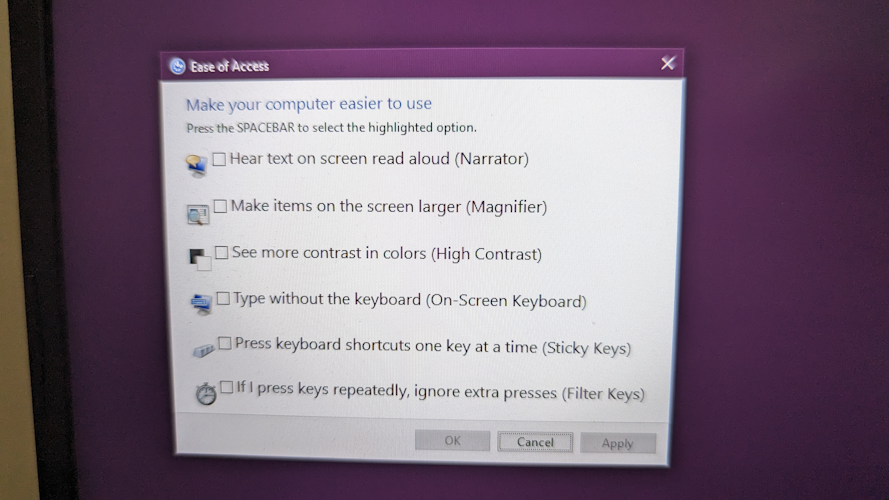 Ease of Access
Make your computer easier to use
Press the SPACEBAR to select the highlighted option.
Hear text on screen read aloud (Narrator)
Make items on the screen larger (Magnifier)
See more contrast in colors (High Contrast)
Type without the keyboard (On-Screen Keyboard)
Press keyboard shortcuts one key at a time (Sticky Keys)
If I press keys repeatedly, ignore extra presses (Filter Keys)
OK Cancel Apply